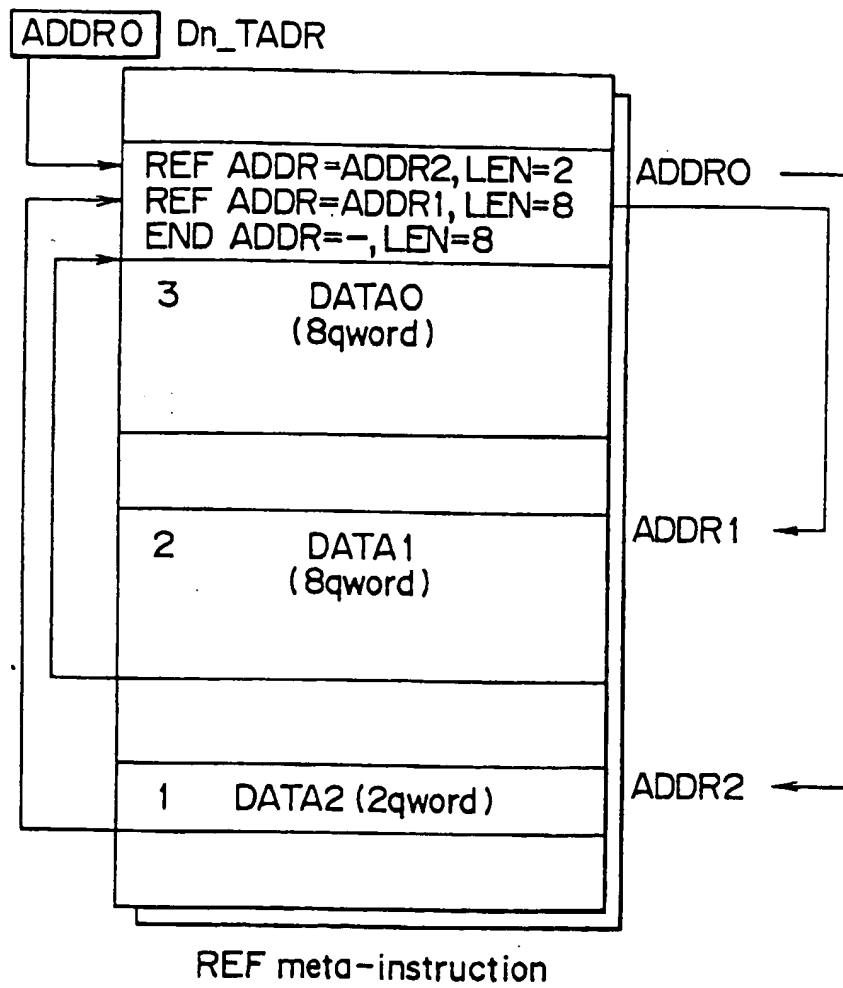 ADDR0 Dn_TADR
REF ADDR=ADDR2, LEN=2
REF ADDR=ADDR1, LEN=8
END ADDR=-, LEN=8
ADDR0
3 DATA0
(8qword)
2 DATA1
(8qword)
ADDR1
1 DATA2 (2qword)
ADDR2
REF meta-instruction